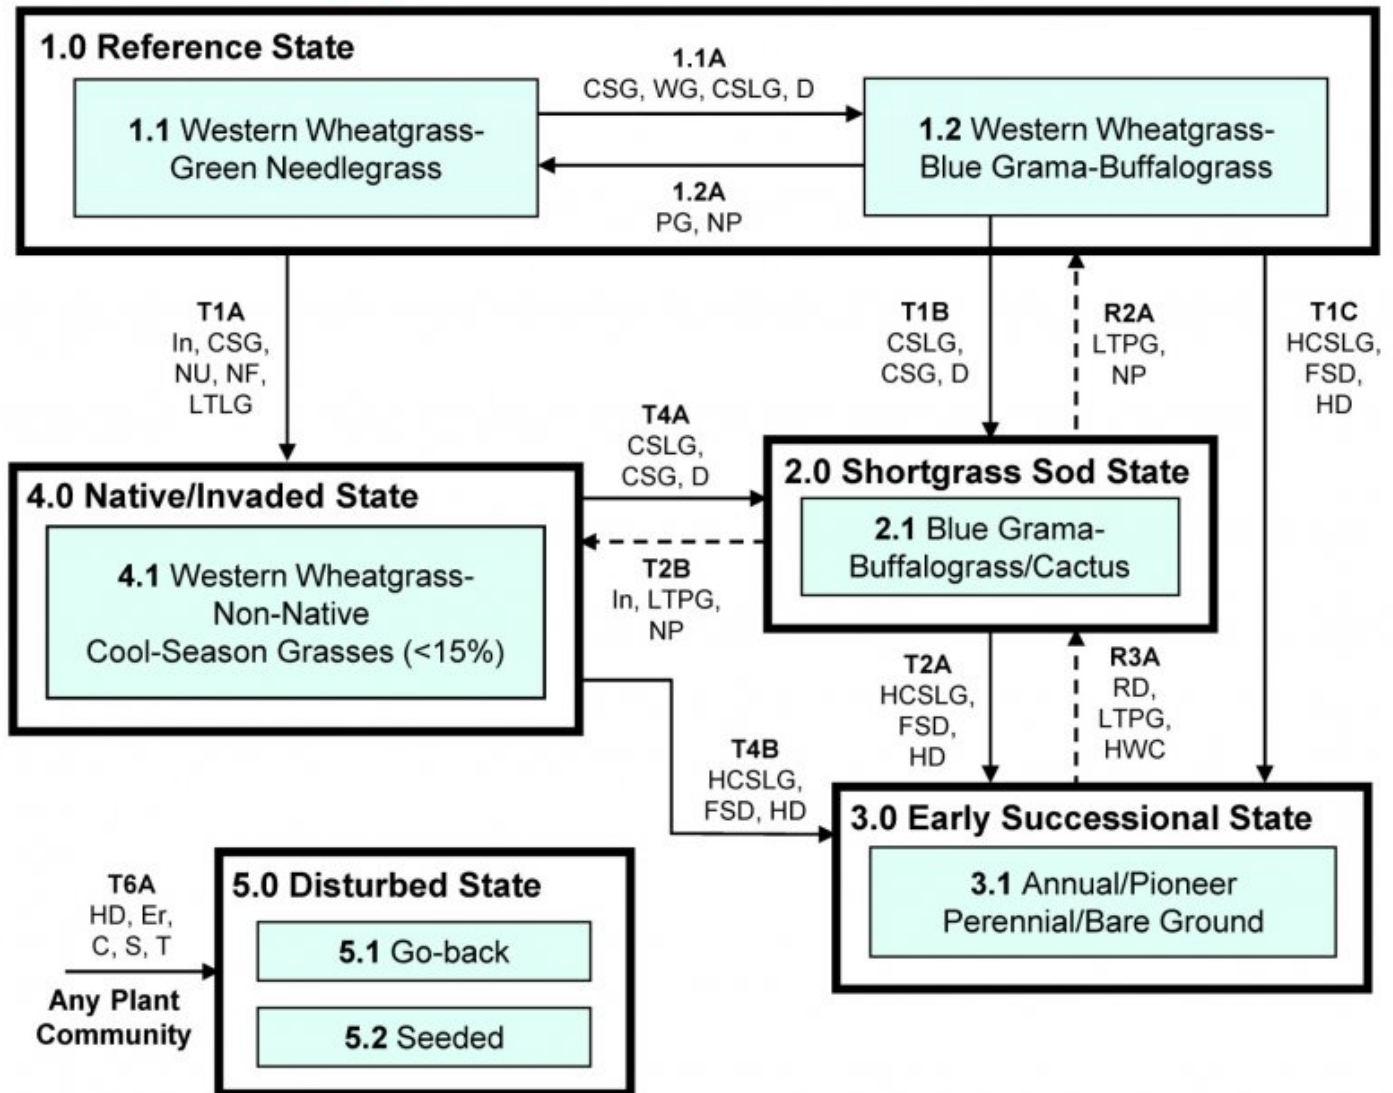 1.0 Reference State
1.1 Western Wheatgrass-
Green Needlegrass
1.1A
CSG, WG, CSLG, D
1.2A
PG, NP
1.2 Western Wheatgrass-
Blue Grama-Buffalograss
T1A
In, CSG,
NU, NF,
LTLG
T1B
CSLG,
CSG, D
R2A
LTPG,
NP
T1C
HCSLG,
FSD,
HD
4.0 Native/Invaded State
4.1 Western Wheatgrass-
Non-Native
Cool-Season Grasses (<15%)
T4A
CSLG,
CSG, D
T2B
In, LTPG,
NP
2.0 Shortgrass Sod State
2.1 Blue Grama-
Buffalograss/Cactus
T2A
HCSLG,
FSD,
HD
R3A
RD,
LTPG,
HWC
T4B
HCSLG,
FSD, HD
3.0 Early Successional State
3.1 Annual/Pioneer
Perennial/Bare Ground
T6A
HD, Er,
C, S, T
Any Plant
Community
5.0 Disturbed State
5.1 Go-back
5.2 Seeded